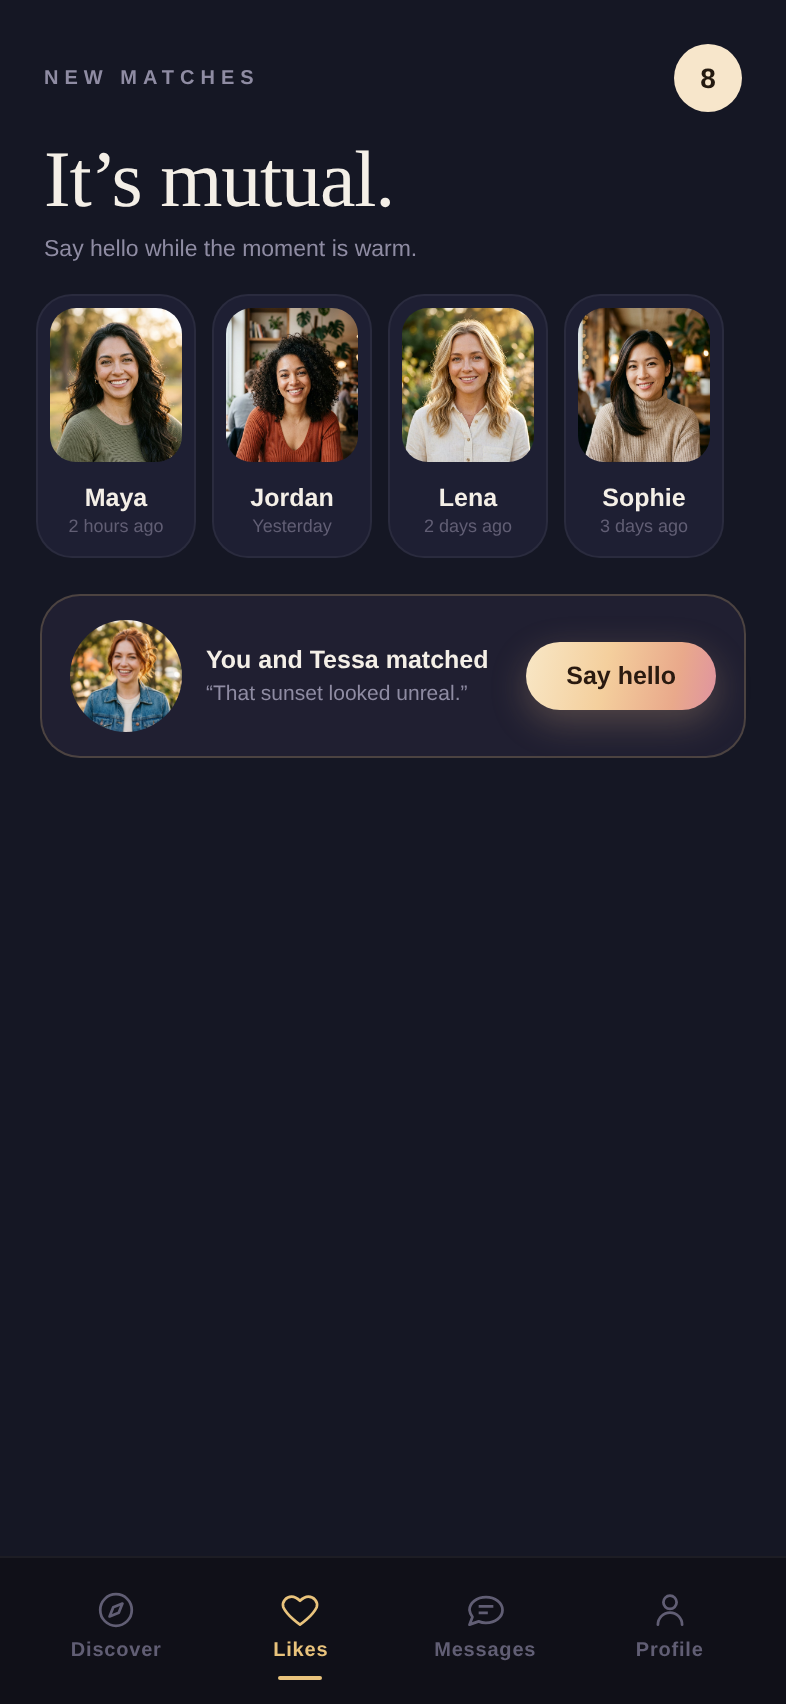 NEW MATCHES
8
It’s mutual.
Say hello while the moment is warm.
Maya
2 hours ago
Jordan
Yesterday
Lena
2 days ago
Sophie
3 days ago
You and Tessa matched
“That sunset looked unreal.”
Say hello
Discover
Likes
Messages
Profile